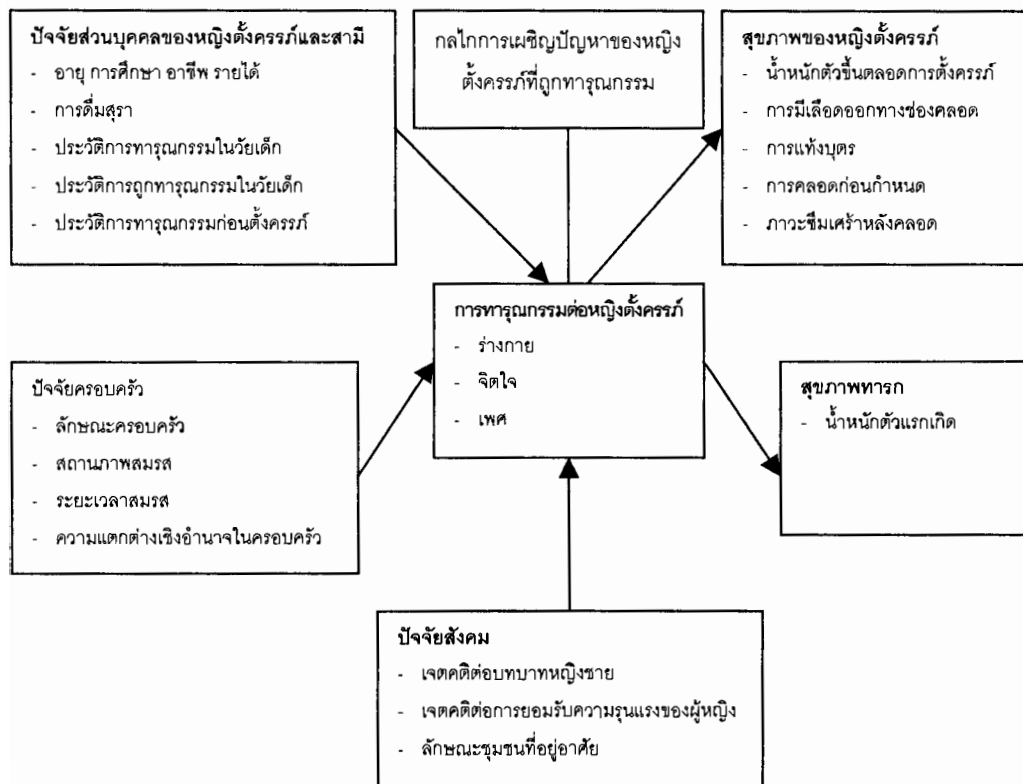 ปัจจัยส่วนบุคคลของหญิงตั้งครรภ์และสามี
- อายุ การศึกษา อาชีพ รายได้
- การดื่มสุรา
- ประวัติการทารุณกรรมในวัยเด็ก
- ประวัติการถูกทารุณกรรมในวัยเด็ก
- ประวัติการทารุณกรรมก่อนตั้งครรภ์
กลไกการเผชิญปัญหาของหญิง
ตั้งครรภ์ที่ถูกทารุณกรรม
สุขภาพของหญิงตั้งครรภ์
- น้ำหนักตัวขึ้นตลอดการตั้งครรภ์
- การมีเลือดออกทางช่องคลอด
- การแท้งบุตร
- การคลอดก่อนกำหนด
- ภาวะซึมเศร้าหลังคลอด
การทารุณกรรมต่อหญิงตั้งครรภ์
- ร่างกาย
- จิตใจ
- เพศ
ปัจจัยครอบครัว
- ลักษณะครอบครัว
- สถานภาพสมรส
- ระยะเวลาสมรส
- ความแตกต่างเชิงอำนาจในครอบครัว
สุขภาพทารก
- น้ำหนักตัวแรกเกิด
ปัจจัยสังคม
- เจตคติต่อบทบาทหญิงชาย
- เจตคติต่อการยอมรับความรุนแรงของผู้หญิง
- ลักษณะชุมชนที่อยู่อาศัย